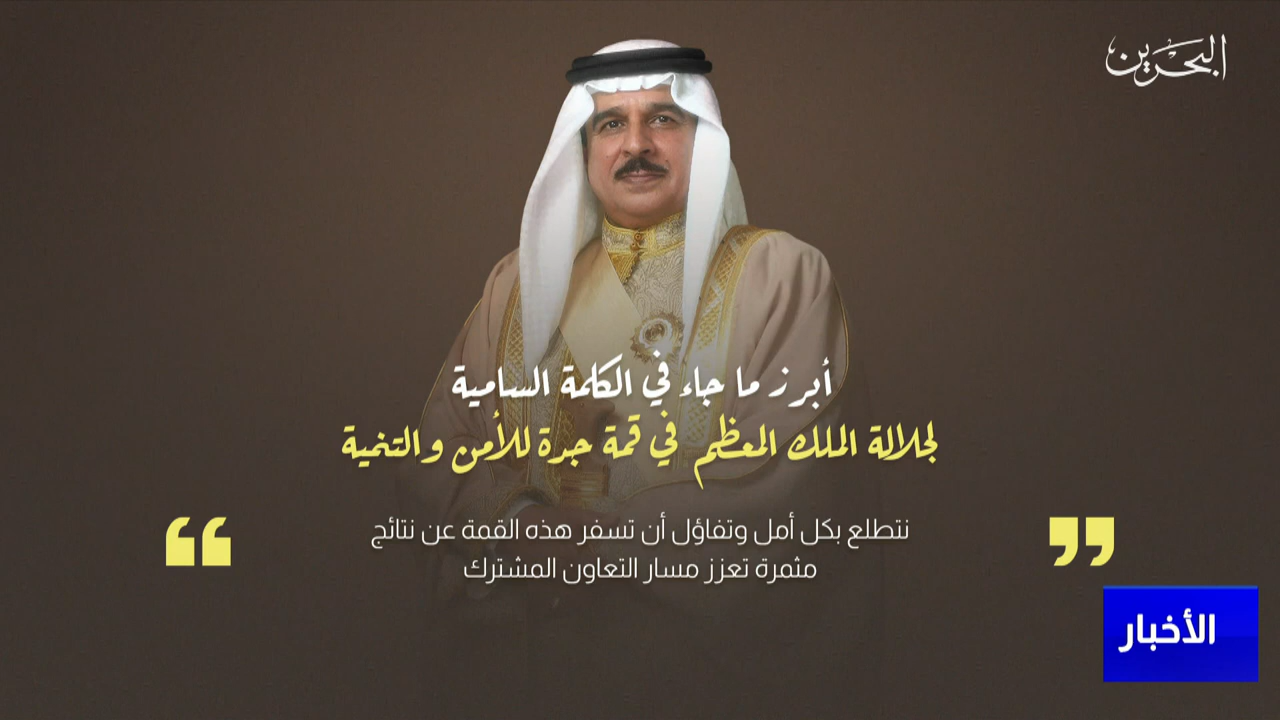 البحرين
أبرز ما جاء في الكلمة السامية
لجلالة الملك المعظم في قمة جدة للأمن والتنمية
نتطلع بكل أمل وتفاؤل أن تسفر هذه القمة عن نتائج
مثمرة تعزز مسار التعاون المشترك
الأخبار